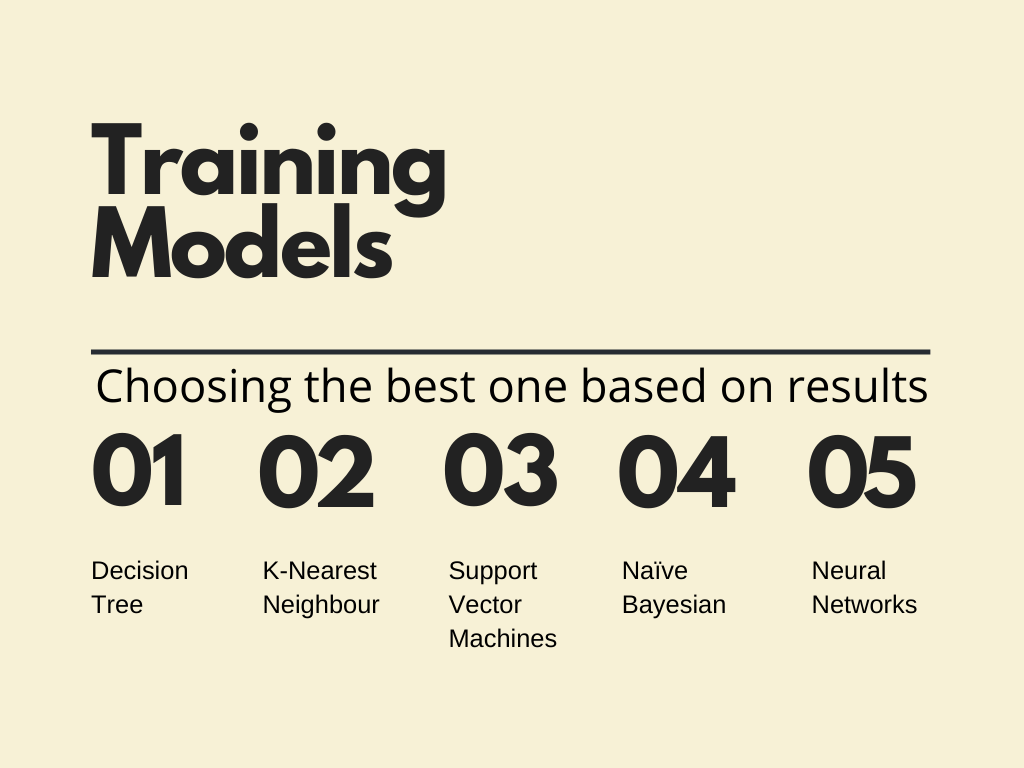 Training
Models
Choosing the best one based on results
01 02 03 04 05
Decision
Tree
K-Nearest
Neighbour
Support
Vector
Machines
Naïve
Bayesian
Neural
Networks